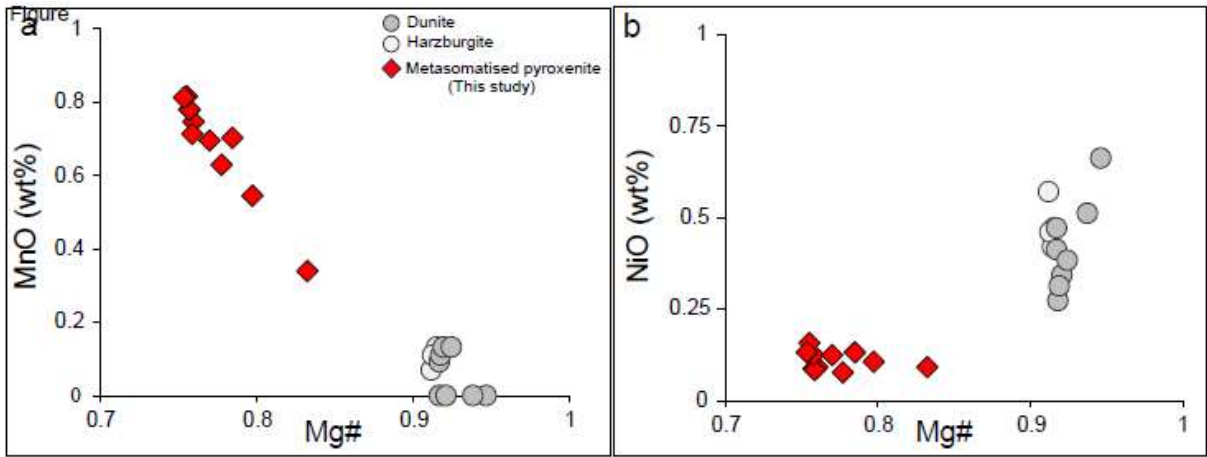 Figure
a
1
0.8
0.6
0.4
0.2
0
MnO (wt%)
0.7
0.8
0.9
1
Mg#
Dunite
Harzburgite
Metasomatised pyroxenite
(This study)
b
1
0.75
0.5
0.25
0
NiO (wt%)
0.7
0.8
0.9
1
Mg#